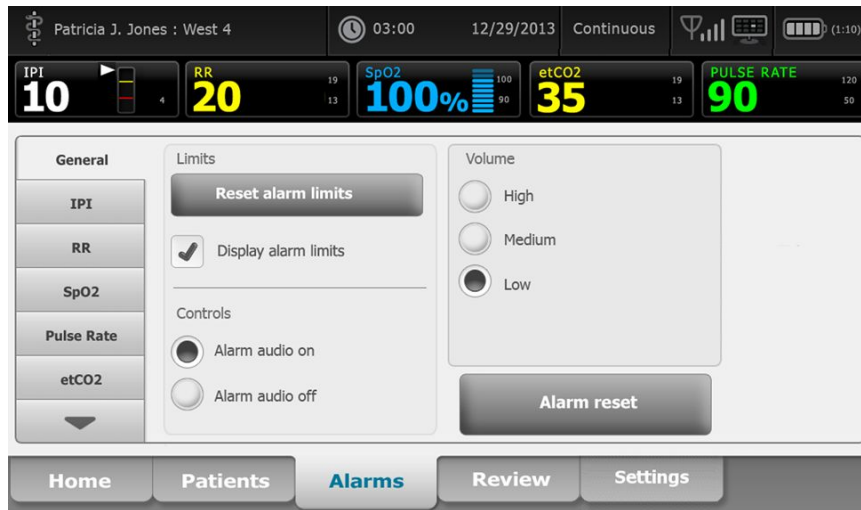 Patricia J. Jones : West 4 03:00 12/29/2013 Continuous (1:10)
IPI RR SpO2 etCO2 PULSE RATE
10 4 20 19 13 100% 100 90 35 19 13 90 120 50
General
IPI
RR
SpO2
Pulse Rate
etCO2
Limits
Reset alarm limits
Display alarm limits
Controls
Alarm audio on
Alarm audio off
Volume
High
Medium
Low
Alarm reset
Home Patients Alarms Review Settings